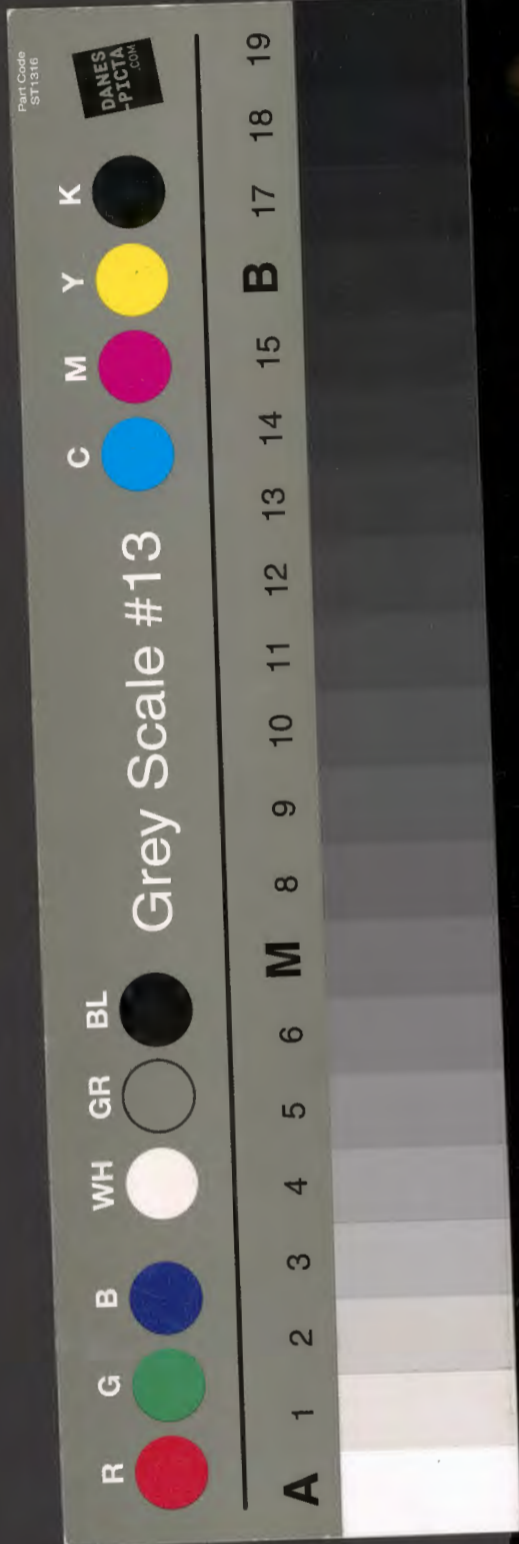 R G B WH GR BL Grey Scale #13 C M Y K
Part Code
ST1316
DANES
-PICTA
.COM
A 1 2 3 4 5 6 M 8 9 10 11 12 13 14 15 B 17 18 19